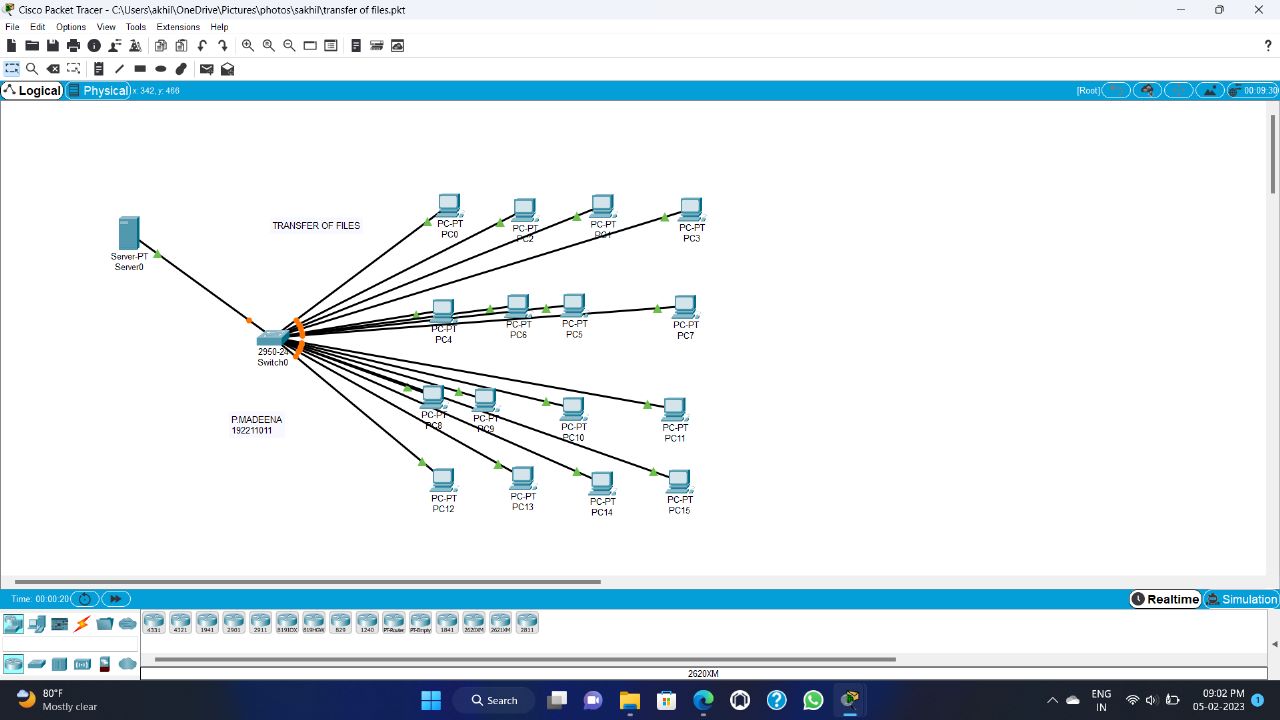 Cisco Packet Tracer - C:\Users\akhil\OneDrive\Pictures\photos\sakhil\transfer of files.pkt
File Edit Options View Tools Extensions Help
?
Logical Physical x: 342, y: 466 [Root] 00:09:30
TRANSFER OF FILES
PC-PT
PC0
PC-PT
PC2
PC-PT
PC1
PC-PT
PC3
Server-PT
Server0
PC-PT
PC4
PC-PT
PC6
PC-PT
PC5
PC-PT
PC7
2950-24
Switch0
P.MADEENA
192211011
PC-PT
PC8
PC-PT
PC9
PC-PT
PC10
PC-PT
PC11
PC-PT
PC12
PC-PT
PC13
PC-PT
PC14
PC-PT
PC15
Time: 00:00:20 Realtime Simulation
4331 4321 1941 2901 2911 819IOX 819HGW 829 1240 PT-Router PT-Empty 1841 2620XM 2621XM 2811
2620XM
80°F
Mostly clear
Search
ENG
IN
09:02 PM
05-02-2023
1